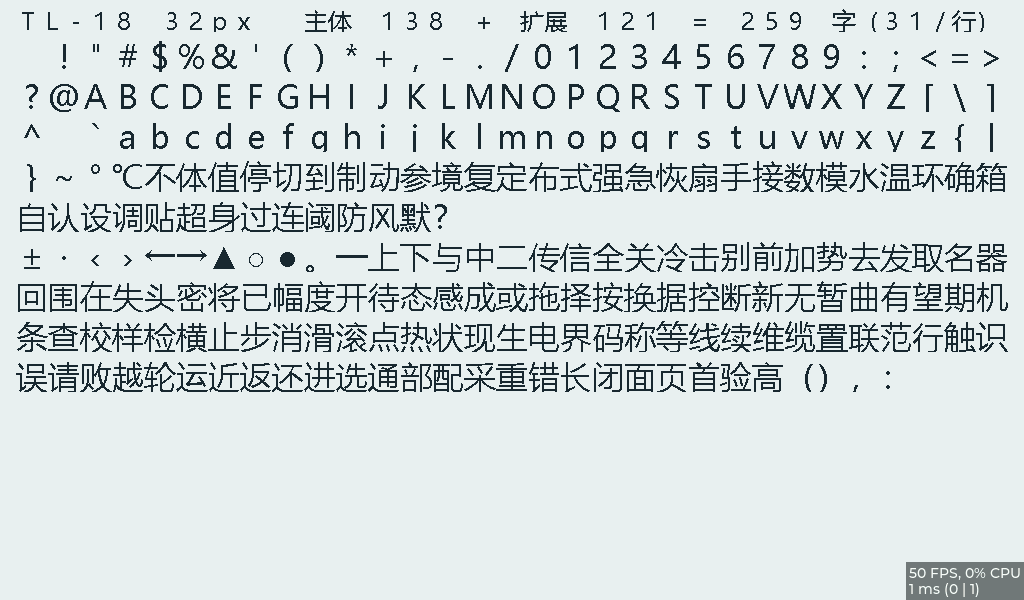 TL-18 32px 主体 138 + 扩展 121 = 259 字(31/行)
! " # $ % & ' ( ) * + , - . / 0 1 2 3 4 5 6 7 8 9 : ; < = >
? @ A B C D E F G H I J K L M N O P Q R S T U V W X Y Z [ \ ]
^ ` a b c d e f g h i j k l m n o p q r s t u v w x y z { |
} ~ ° ℃不体值停切到制动参境复定布式强急恢扇手接数模水温环确箱
自认设调贴超身过连阈防风默?
± · ‹ › ←→▲ ○ ● 。一上下与中二传信全关冷击别前加势去发取名器
回围在失头密将已幅度开待态感成或拖择按换据控断新无暂曲有望期机
条查校样检横止步消滑滚点热状现生电界码称等线续维缆置联范行触识
误请败越轮运近返还进选通部配采重错长闭面页首验高（），：
50 FPS, 0% CPU
1 ms (0 | 1)